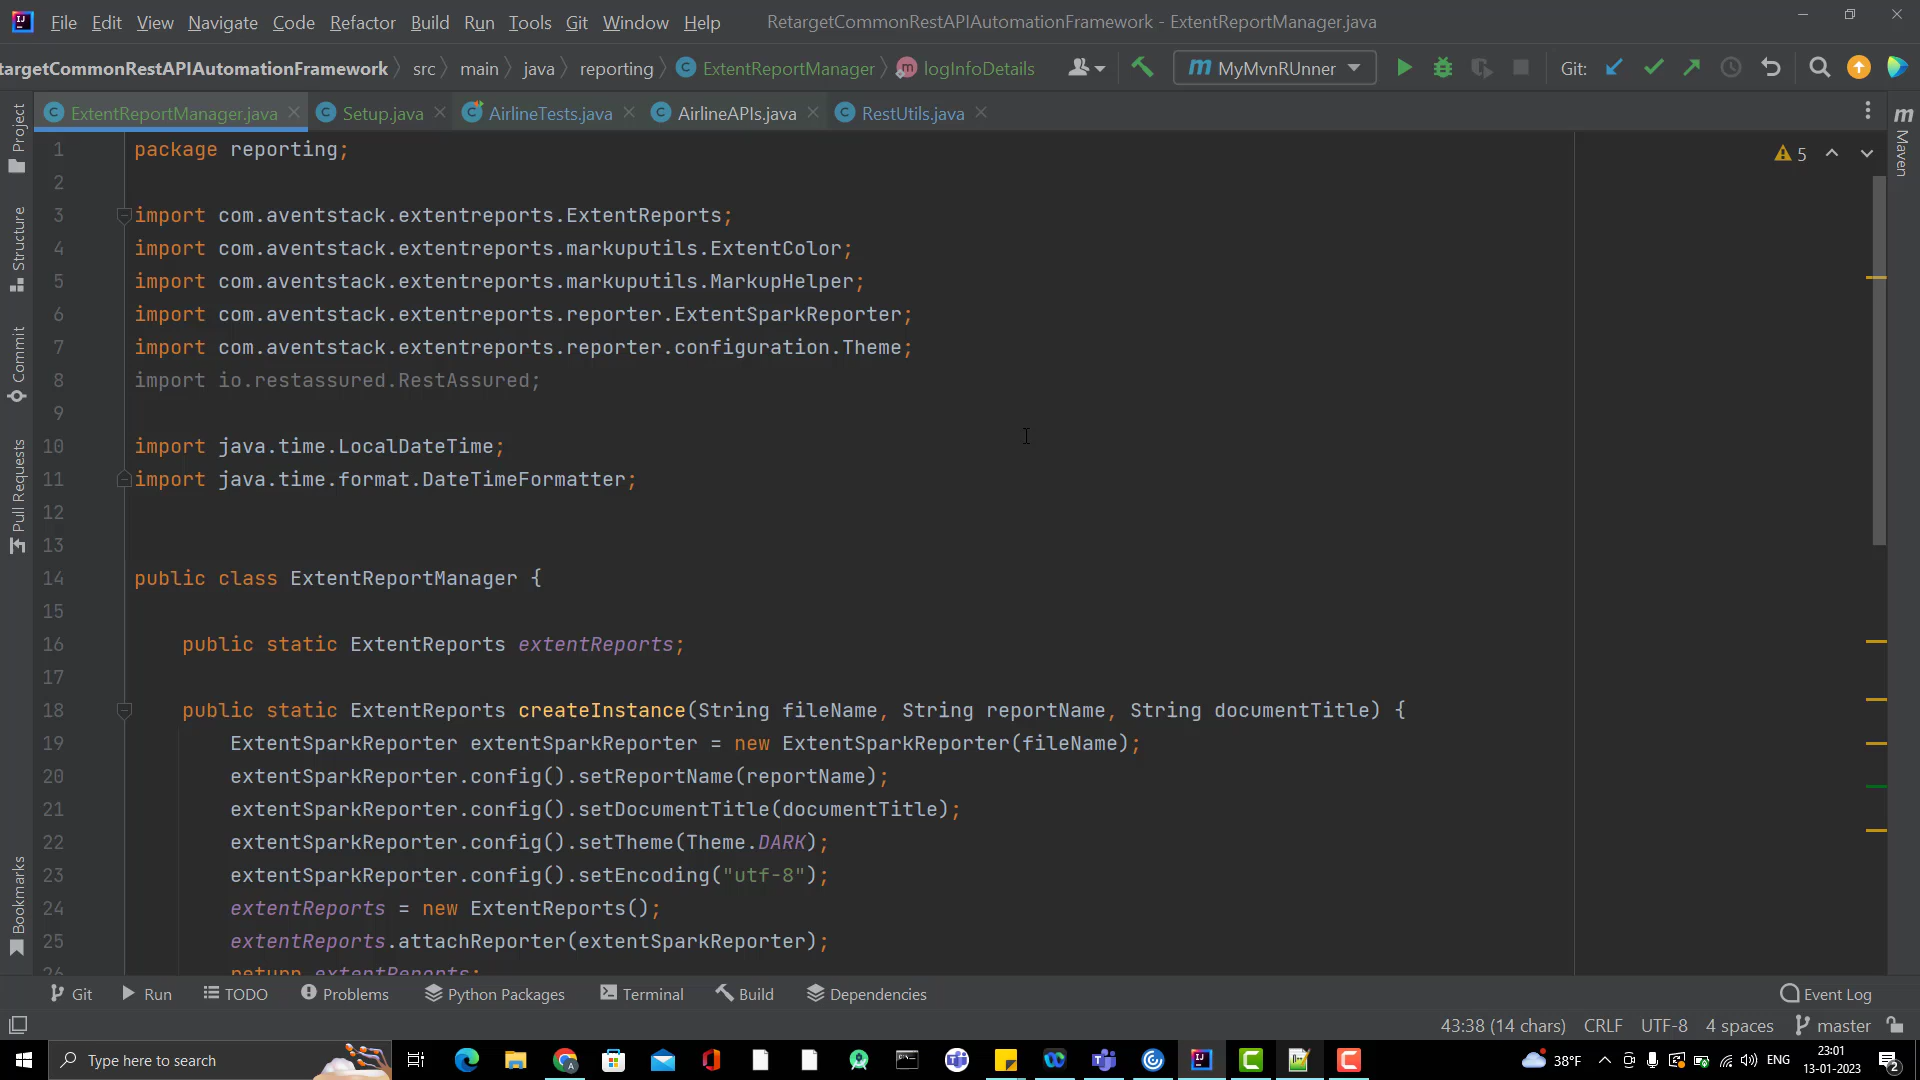 File Edit View Navigate Code Refactor Build Run Tools Git Window Help RetargetCommonRestAPIAutomationFramework - ExtentReportManager.java
targetCommonRestAPIAutomationFramework src main java reporting ExtentReportManager logInfoDetails MyMvnRUnner Git:
ExtentReportManager.java Setup.java AirlineTests.java AirlineAPIs.java RestUtils.java
Project
Structure
Commit
Pull Requests
Bookmarks
Maven
5
1 package reporting;
2
3 import com.aventstack.extentreports.ExtentReports;
4 import com.aventstack.extentreports.markuputils.ExtentColor;
5 import com.aventstack.extentreports.markuputils.MarkupHelper;
6 import com.aventstack.extentreports.reporter.ExtentSparkReporter;
7 import com.aventstack.extentreports.reporter.configuration.Theme;
8 import io.restassured.RestAssured;
9
10 import java.time.LocalDateTime;
11 import java.time.format.DateTimeFormatter;
12
13
14 public class ExtentReportManager {
15
16 public static ExtentReports extentReports;
17
18 public static ExtentReports createInstance(String fileName, String reportName, String documentTitle) {
19 ExtentSparkReporter extentSparkReporter = new ExtentSparkReporter(fileName);
20 extentSparkReporter.config().setReportName(reportName);
21 extentSparkReporter.config().setDocumentTitle(documentTitle);
22 extentSparkReporter.config().setTheme(Theme.DARK);
23 extentSparkReporter.config().setEncoding("utf-8");
24 extentReports = new ExtentReports();
25 extentReports.attachReporter(extentSparkReporter);
26 return extentReports;
Git Run TODO Problems Python Packages Terminal Build Dependencies Event Log
43:38 (14 chars) CRLF UTF-8 4 spaces master
Type here to search 38°F ENG 23:01
13-01-2023 2